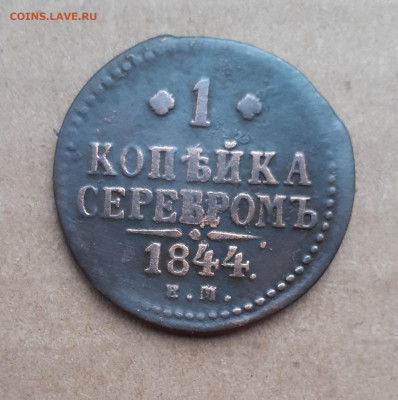 COINS.LAVE.RU
1
КОПѢЙКА
СЕРЕБРОМЪ
1844.
Е.М.